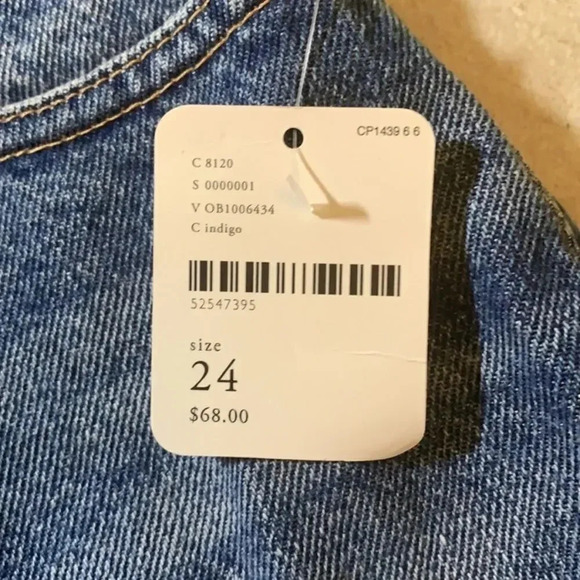 CP1439 6 6
C 8120
S 0000001
V OB1006434
C indigo
52547395
size
24
$68.00